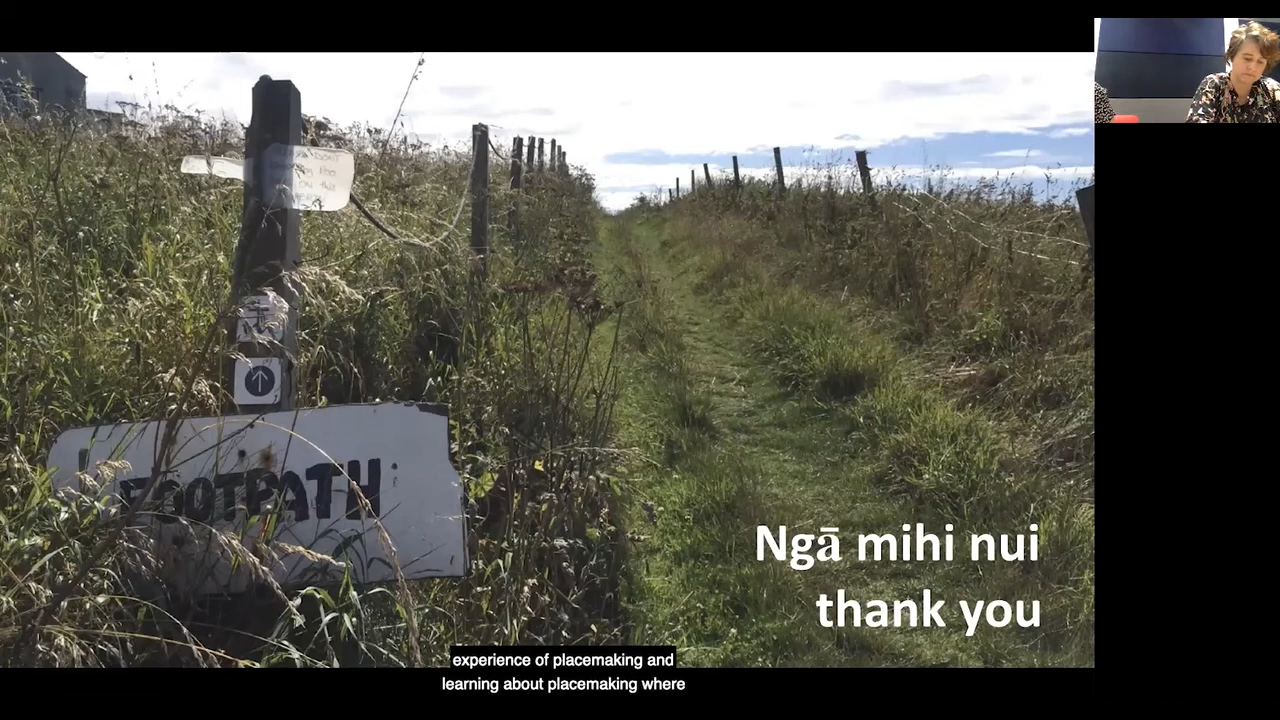 FOOTPATH
Ngā mihi nui
thank you
experience of placemaking and
learning about placemaking where